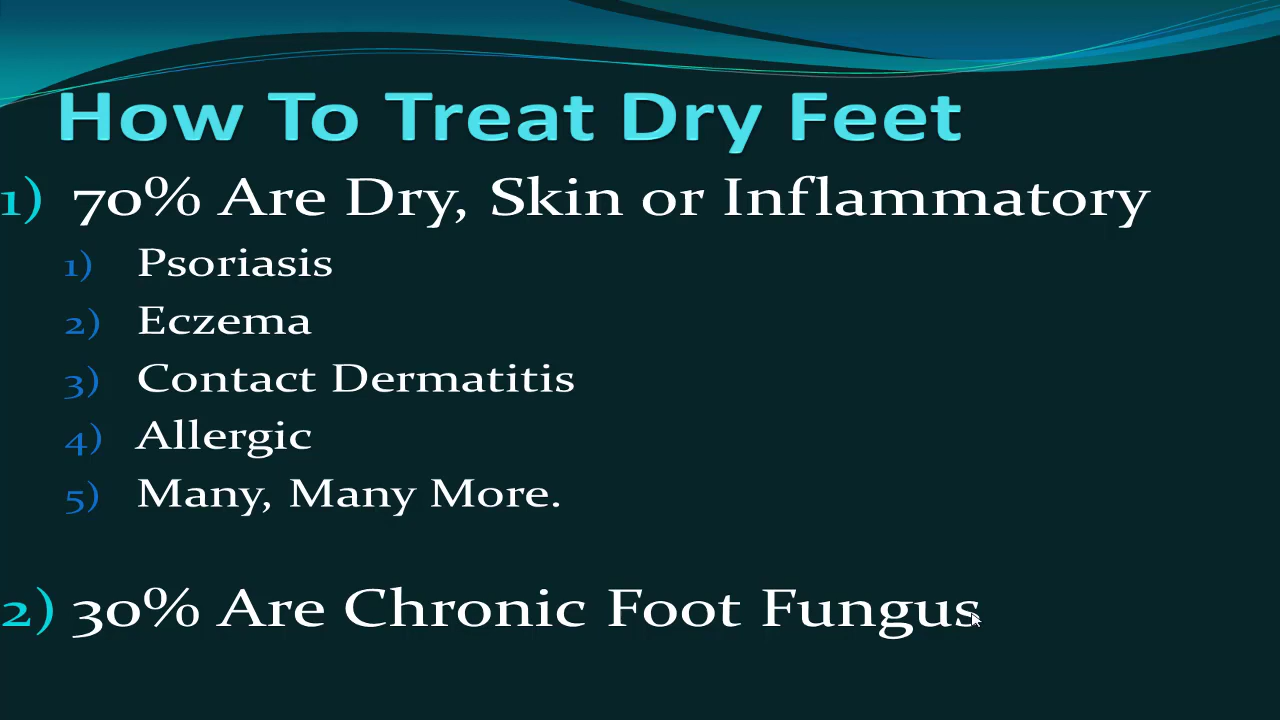 How To Treat Dry Feet
1) 70% Are Dry, Skin or Inflammatory
1) Psoriasis
2) Eczema
3) Contact Dermatitis
4) Allergic
5) Many, Many More.
2) 30% Are Chronic Foot Fungus